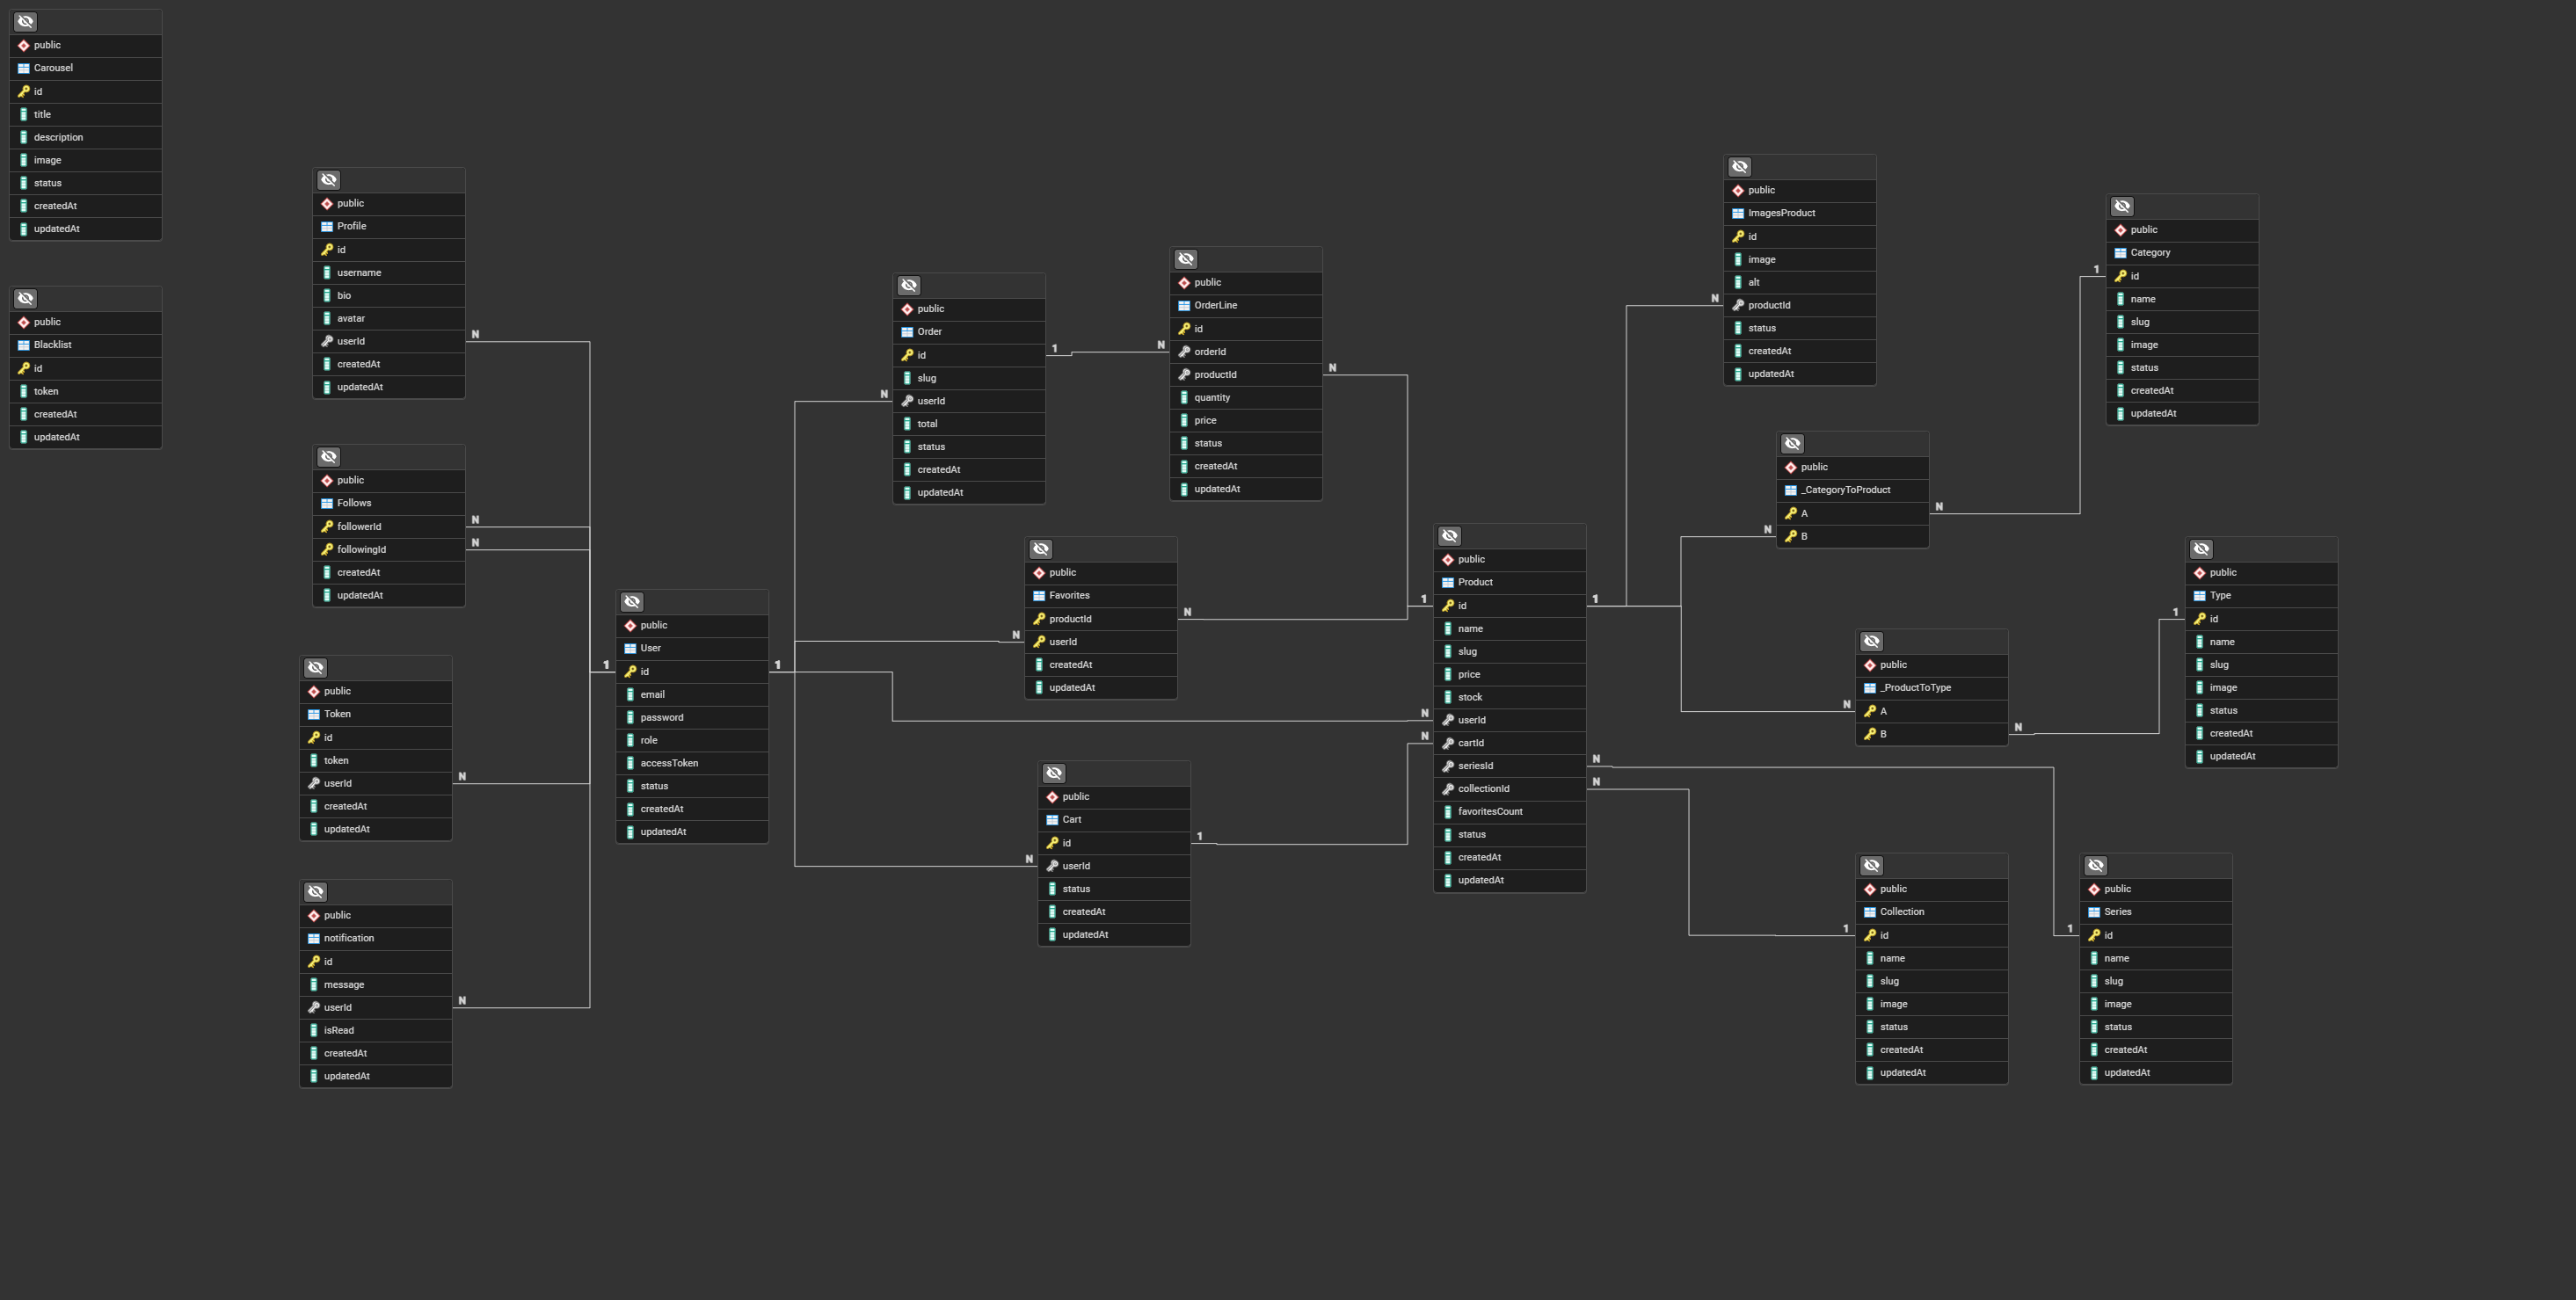 public
Carousel
id
title
description
image
status
createdAt
updatedAt
public
Blacklist
id
token
createdAt
updatedAt
public
Profile
id
username
bio
avatar
userId
createdAt
updatedAt
N
public
Follows
followerId
followingId
createdAt
updatedAt
N
N
public
Token
id
token
userId
createdAt
updatedAt
N
public
notification
id
message
userId
isRead
createdAt
updatedAt
N
1
public
User
id
email
password
role
accessToken
status
createdAt
updatedAt
1
N
public
Order
id
slug
userId
total
status
createdAt
updatedAt
1
N
public
OrderLine
id
orderId
productId
quantity
price
status
createdAt
updatedAt
N
N
public
Favorites
productId
userId
createdAt
updatedAt
N
N
public
Cart
id
userId
status
createdAt
updatedAt
1
1
N
N
public
Product
id
name
slug
price
stock
userId
cartId
seriesId
collectionId
favoritesCount
status
createdAt
updatedAt
1
N
N
N
public
ImagesProduct
id
image
alt
productId
status
createdAt
updatedAt
N
public
_CategoryToProduct
A
B
N
1
public
Category
id
name
slug
image
status
createdAt
updatedAt
N
public
_ProductToType
A
B
N
1
public
Type
id
name
slug
image
status
createdAt
updatedAt
1
public
Collection
id
name
slug
image
status
createdAt
updatedAt
1
public
Series
id
name
slug
image
status
createdAt
updatedAt